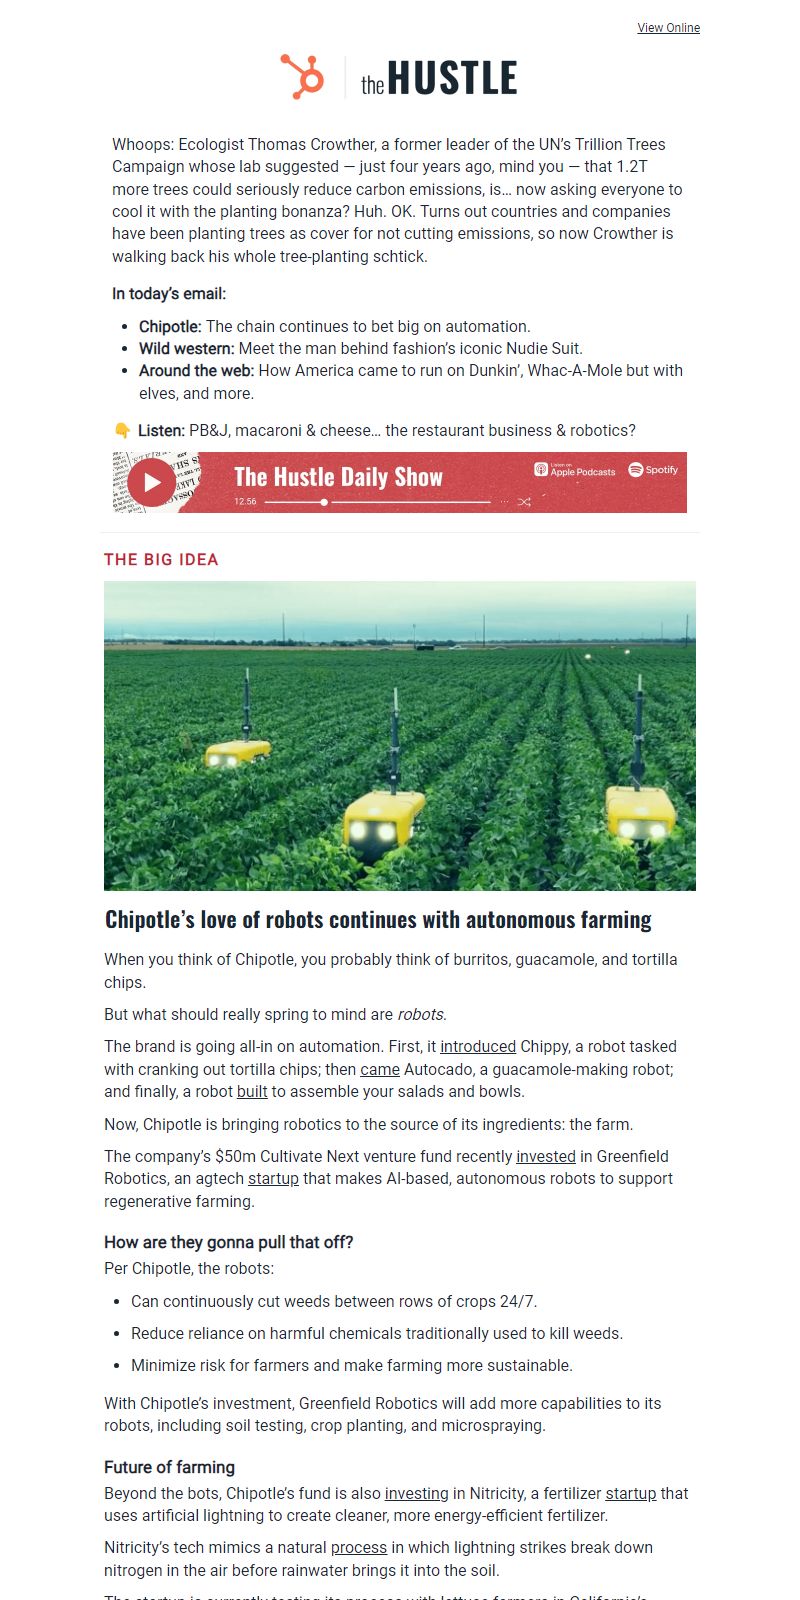 View Online
the HUSTLE
Whoops: Ecologist Thomas Crowther, a former leader of the UN’s Trillion Trees
Campaign whose lab suggested — just four years ago, mind you — that 1.2T
more trees could seriously reduce carbon emissions, is… now asking everyone to
cool it with the planting bonanza? Huh. OK. Turns out countries and companies
have been planting trees as cover for not cutting emissions, so now Crowther is
walking back his whole tree-planting schtick.
In today’s email:
• Chipotle: The chain continues to bet big on automation.
• Wild western: Meet the man behind fashion’s iconic Nudie Suit.
• Around the web: How America came to run on Dunkin’, Whac-A-Mole but with
elves, and more.
👇 Listen: PB&J, macaroni & cheese… the restaurant business & robotics?
The Hustle Daily Show
Listen on
Apple Podcasts
Spotify
12:56
THE BIG IDEA
Chipotle’s love of robots continues with autonomous farming
When you think of Chipotle, you probably think of burritos, guacamole, and tortilla
chips.
But what should really spring to mind are robots.
The brand is going all-in on automation. First, it introduced Chippy, a robot tasked
with cranking out tortilla chips; then came Autocado, a guacamole-making robot;
and finally, a robot built to assemble your salads and bowls.
Now, Chipotle is bringing robotics to the source of its ingredients: the farm.
The company’s $50m Cultivate Next venture fund recently invested in Greenfield
Robotics, an agtech startup that makes AI-based, autonomous robots to support
regenerative farming.
How are they gonna pull that off?
Per Chipotle, the robots:
• Can continuously cut weeds between rows of crops 24/7.
• Reduce reliance on harmful chemicals traditionally used to kill weeds.
• Minimize risk for farmers and make farming more sustainable.
With Chipotle’s investment, Greenfield Robotics will add more capabilities to its
robots, including soil testing, crop planting, and microspraying.
Future of farming
Beyond the bots, Chipotle’s fund is also investing in Nitricity, a fertilizer startup that
uses artificial lightning to create cleaner, more energy-efficient fertilizer.
Nitricity’s tech mimics a natural process in which lightning strikes break down
nitrogen in the air before rainwater brings it into the soil.
The startup is currently testing its process with lettuce farmers in California’s